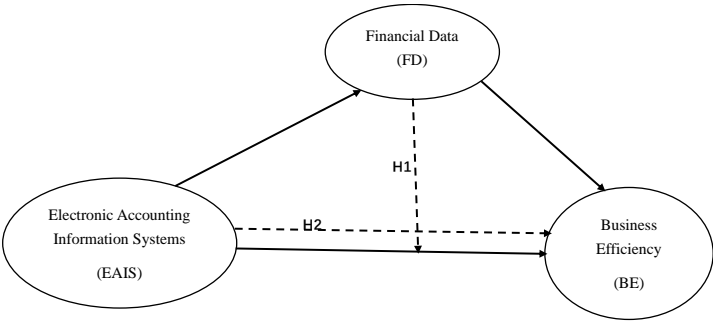 Financial Data
(FD)
H1
Electronic Accounting
Information Systems
(EAIS)
H2
Business
Efficiency
(BE)